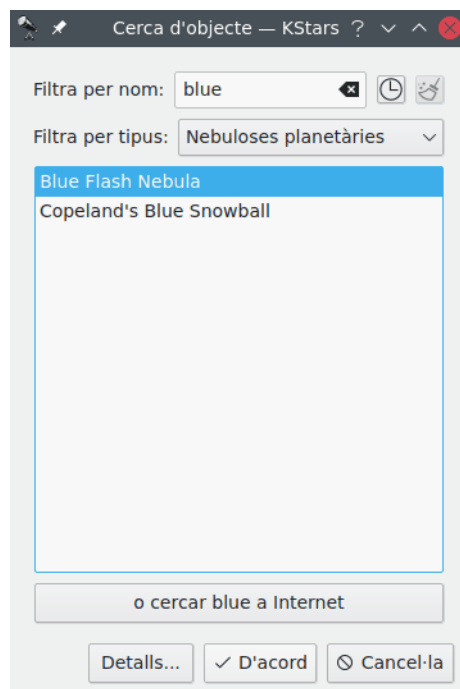 Cerca d'objecte — KStars
Filtra per nom: blue
Filtra per tipus: Nebuloses planetàries
Blue Flash Nebula
Copeland's Blue Snowball
o cercar blue a Internet
Detalls... D'acord Cancel·la